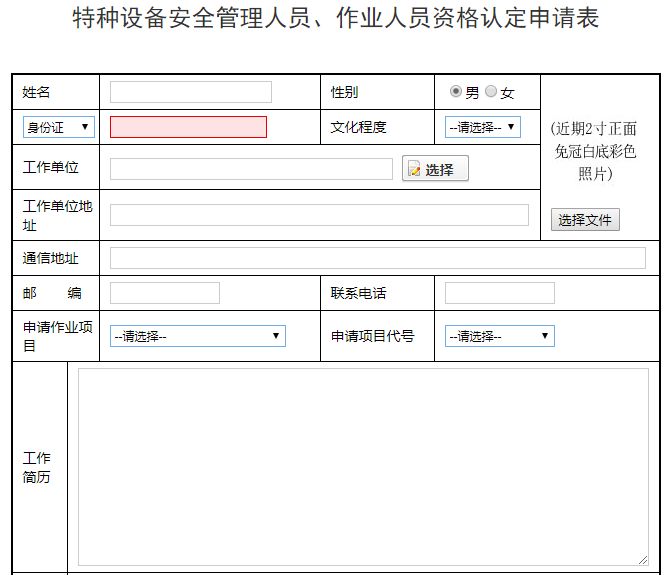 特种设备安全管理人员、作业人员资格认定申请表
姓名
性别
男 女
身份证
文化程度
--请选择--
(近期2寸正面
免冠白底彩色
照片)
选择文件
工作单位
选择
工作单位地
址
通信地址
邮 编
联系电话
申请作业项
目
--请选择--
申请项目代号
--请选择--
工作
简历